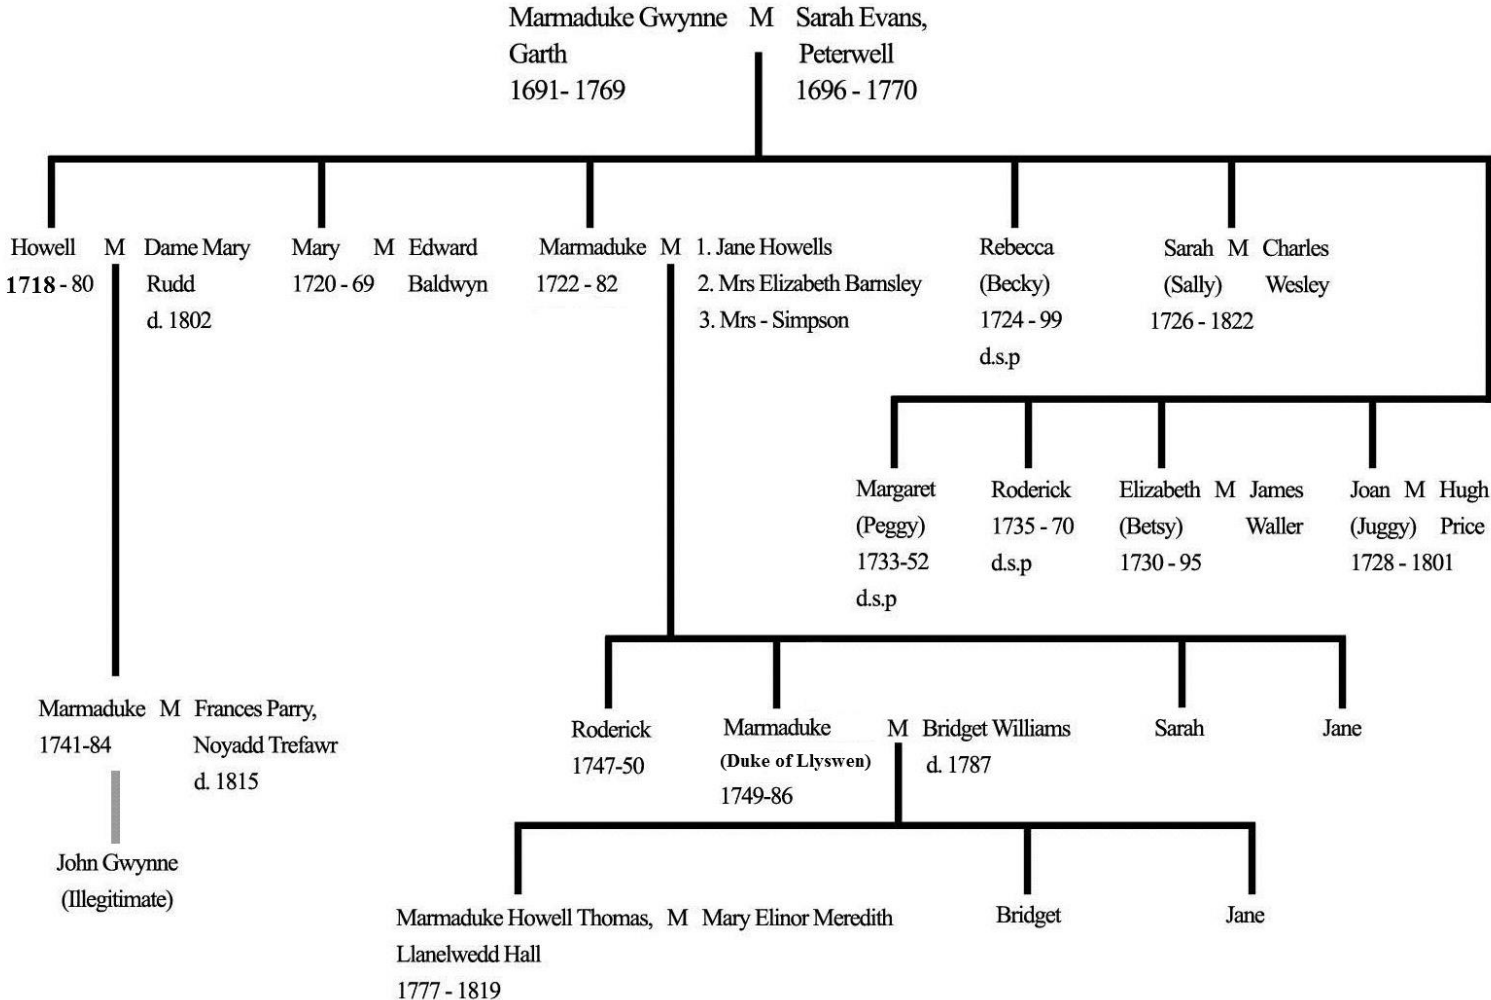 Marmaduke Gwynne M Sarah Evans,
Garth Peterwell
1691- 1769 1696 - 1770
Howell M Dame Mary Mary M Edward Marmaduke M 1. Jane Howells Rebecca Sarah M Charles
1718 - 80 Rudd 1720 - 69 Baldwyn 1722 - 82 2. Mrs Elizabeth Barnsley (Becky) (Sally) Wesley
d. 1802 3. Mrs - Simpson 1724 - 99 1726 - 1822
d.s.p
Margaret Roderick Elizabeth M James Joan M Hugh
(Peggy) 1735 - 70 (Betsy) Waller (Juggy) Price
1733-52 d.s.p 1730 - 95 1728 - 1801
d.s.p
Marmaduke M Frances Parry, Roderick Marmaduke M Bridget Williams Sarah Jane
1741-84 Noyadd Trefawr 1747-50 (Duke of Llyswen) d. 1787
d. 1815 1749-86
John Gwynne
(Illegitimate)
Marmaduke Howell Thomas, M Mary Elinor Meredith Bridget Jane
Llanelwedd Hall
1777 - 1819